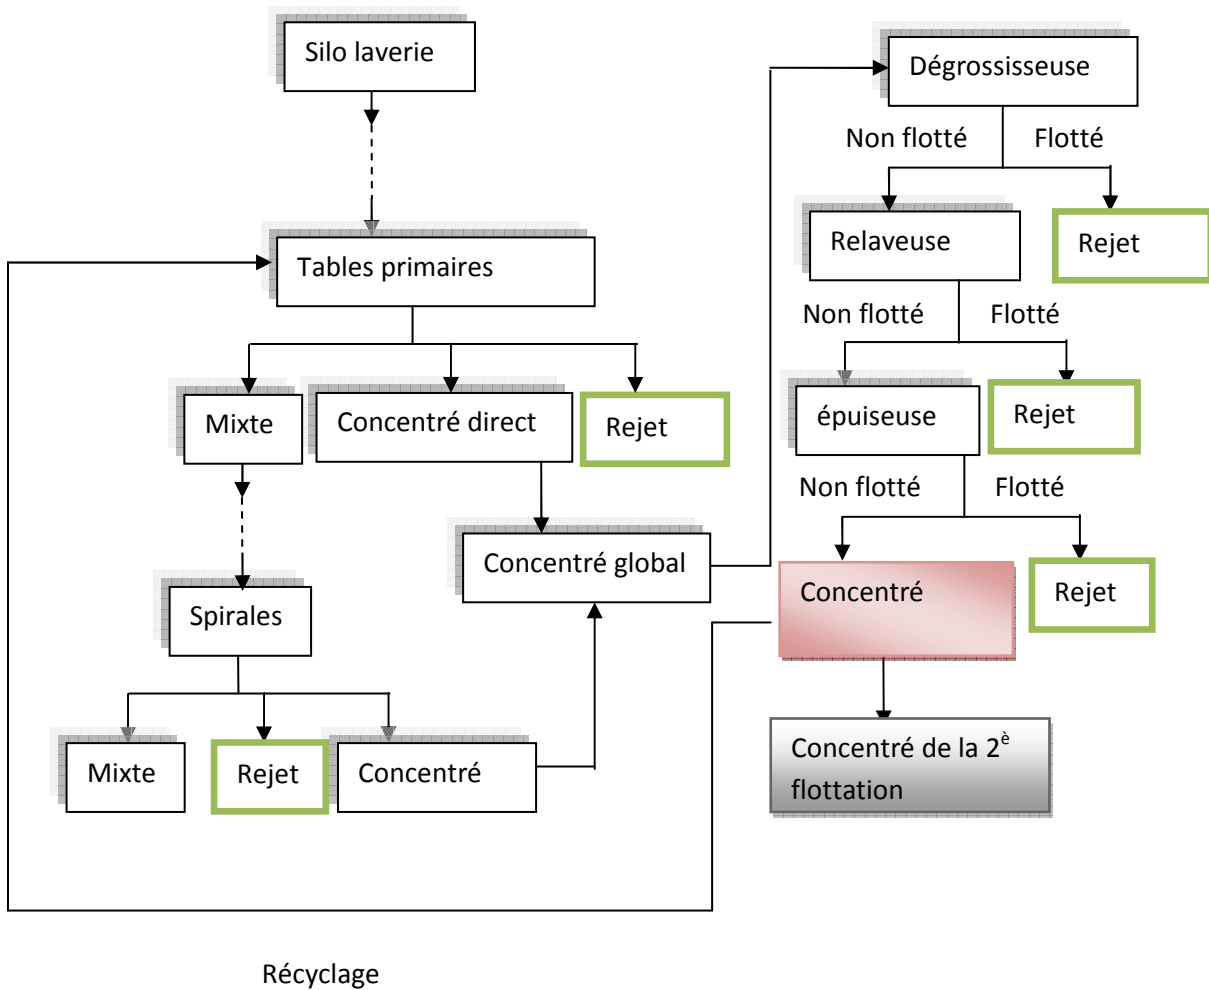 Silo laverie
Tables primaires
Mixte
Concentré direct
Rejet
Concentré global
Spirales
Mixte
Rejet
Concentré
Dégrossisseuse
Non flotté
Flotté
Relaveuse
Rejet
Non flotté
Flotté
épuiseuse
Rejet
Non flotté
Flotté
Concentré
Rejet
Concentré de la 2è
flottation
Récyclage